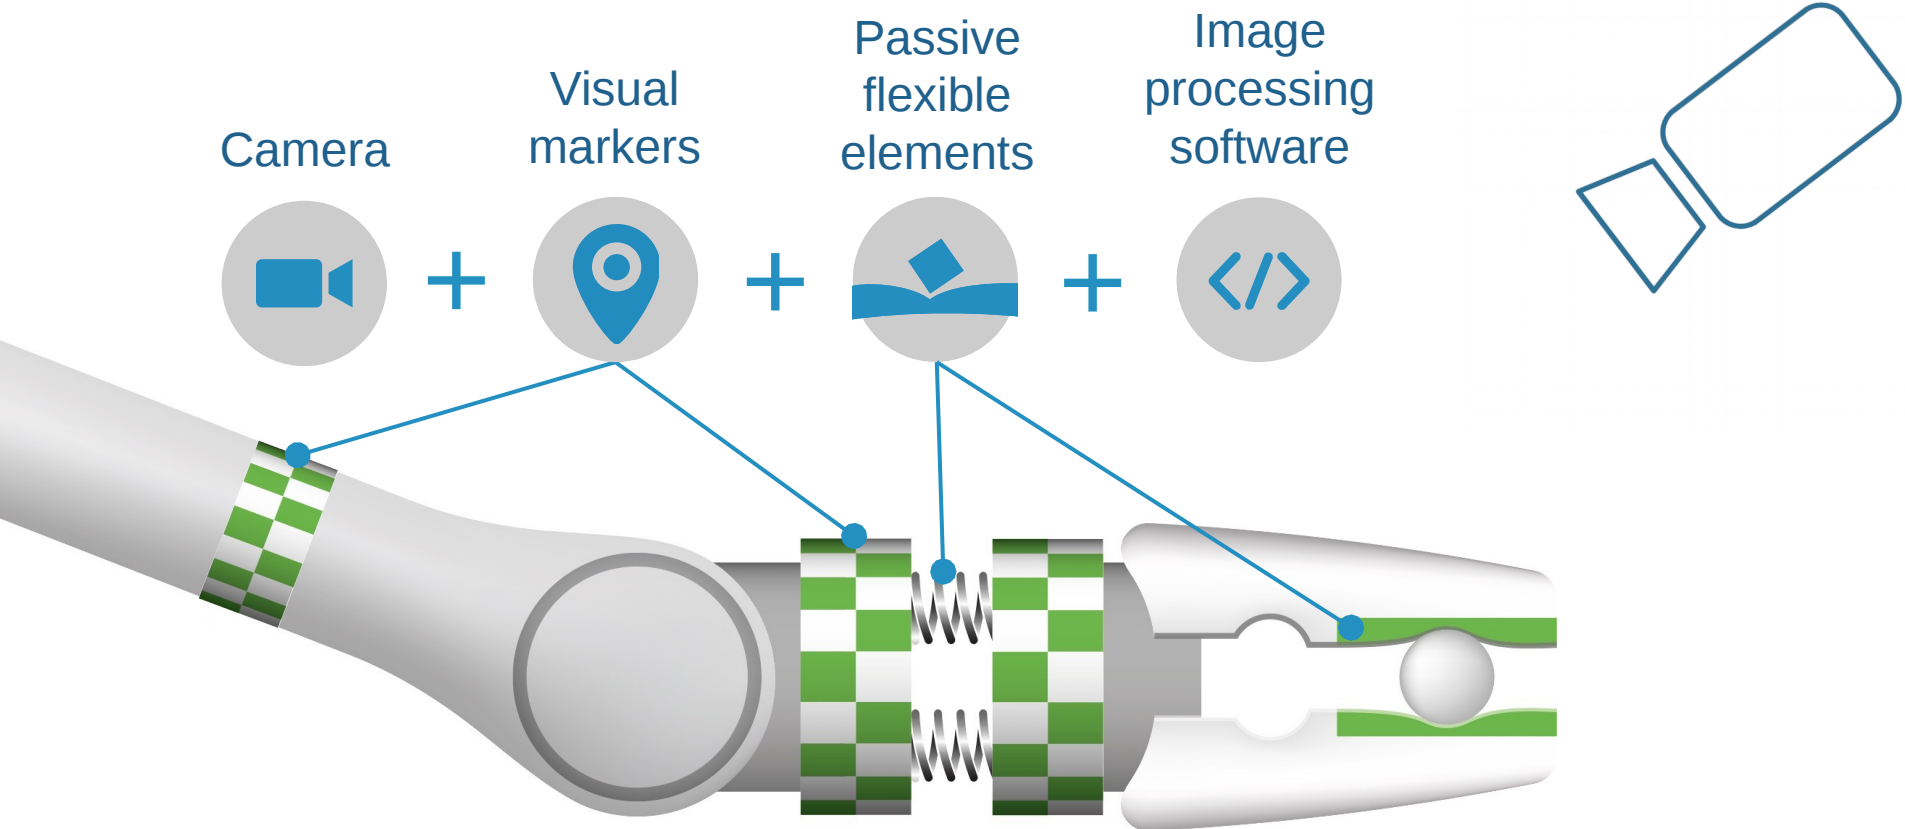 Camera
Visual
markers
Passive
flexible
elements
Image
processing
software